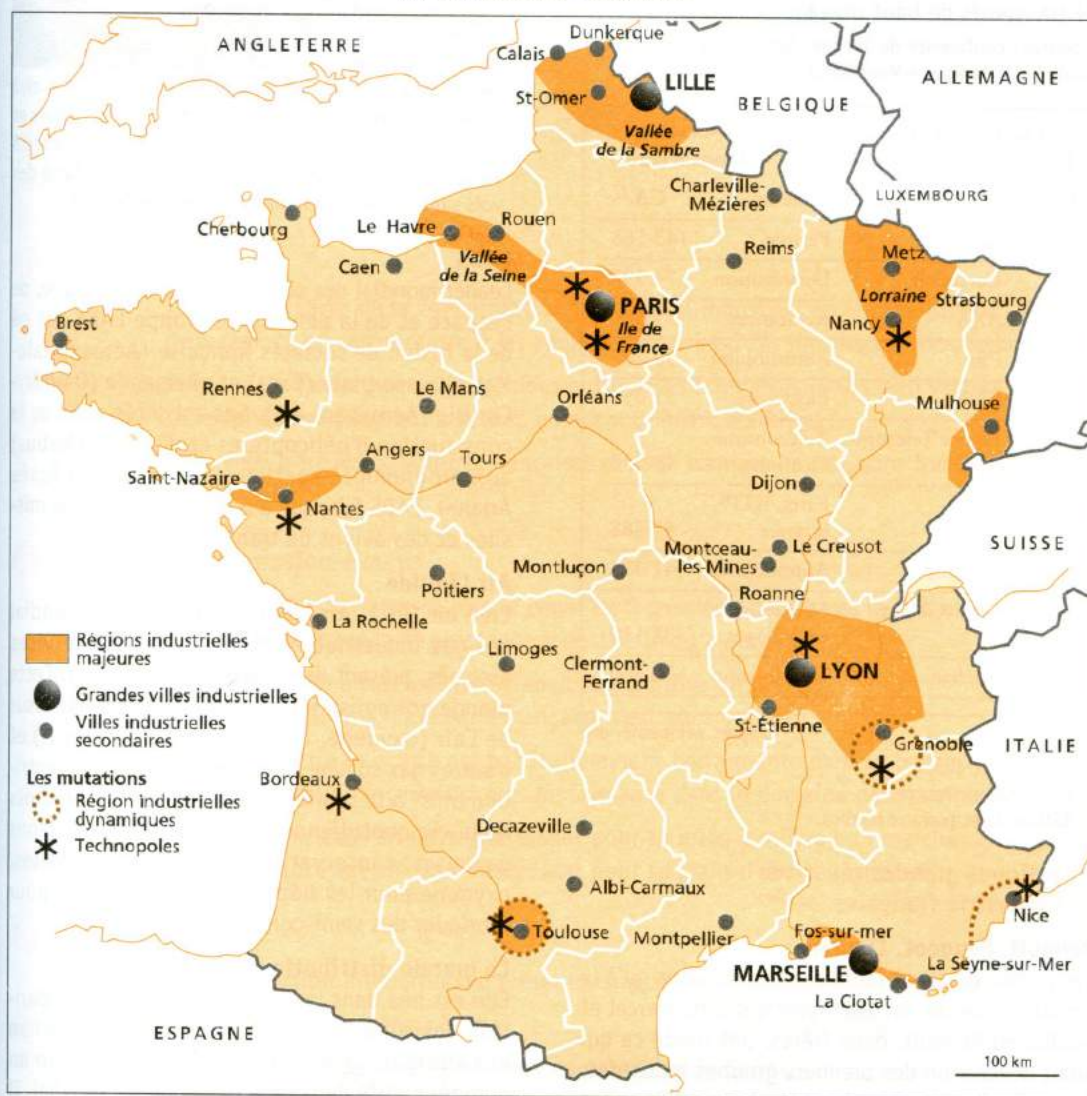 ANGLETERRE
Dunkerque
Calais
LILLE
ALLEMAGNE
St-Omer
BELGIQUE
Vallée
de la Sambre
Charleville-
Mézières
LUXEMBOURG
Cherbourg
Le Havre
Rouen
Reims
Metz
Caen
Vallée
de la Seine
Lorraine
Strasbourg
PARIS
Ile de
France
Nancy
Brest
Rennes
Le Mans
Orléans
Mulhouse
Angers
Tours
Saint-Nazaire
Dijon
Nantes
Montceau-
les-Mines
Le Creusot
SUISSE
Montluçon
Poitiers
Roanne
La Rochelle
Limoges
Clermont-
Ferrand
LYON
St-Étienne
Grenoble
ITALIE
Régions industrielles
majeures
Grandes villes industrielles
Villes industrielles
secondaires
Les mutations
Région industrielles
dynamiques
Technopoles
Bordeaux
Decazeville
Albi-Carmaux
Nice
Toulouse
Montpellier
Fos-sur-mer
MARSEILLE
La Seyne-sur-Mer
La Ciotat
ESPAGNE
100 km